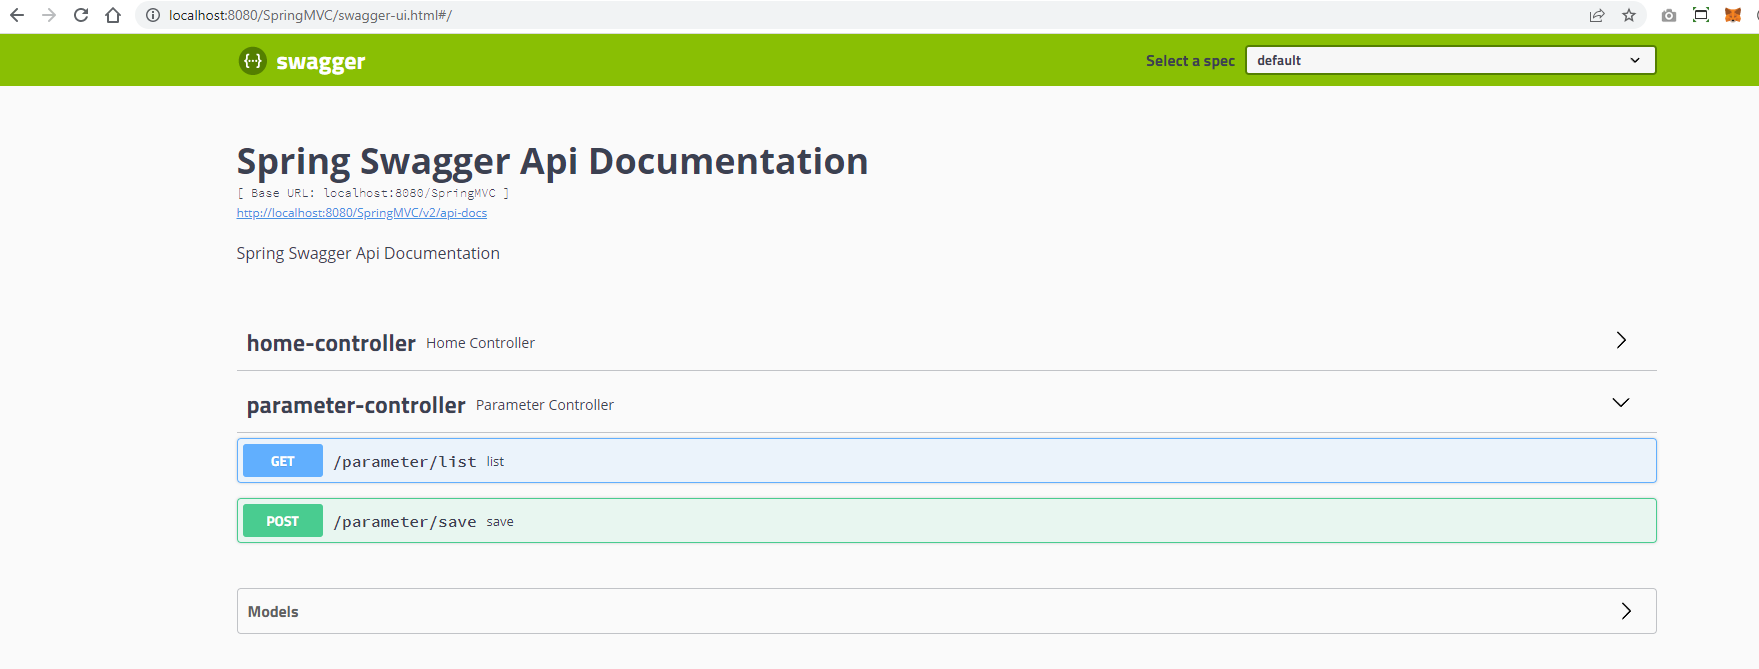 localhost:8080/SpringMVC/swagger-ui.html#/
{···} swagger Select a spec default
Spring Swagger Api Documentation
[ Base URL: localhost:8080/SpringMVC ]
http://localhost:8080/SpringMVC/v2/api-docs
Spring Swagger Api Documentation
home-controller Home Controller
parameter-controller Parameter Controller
GET /parameter/list list
POST /parameter/save save
Models